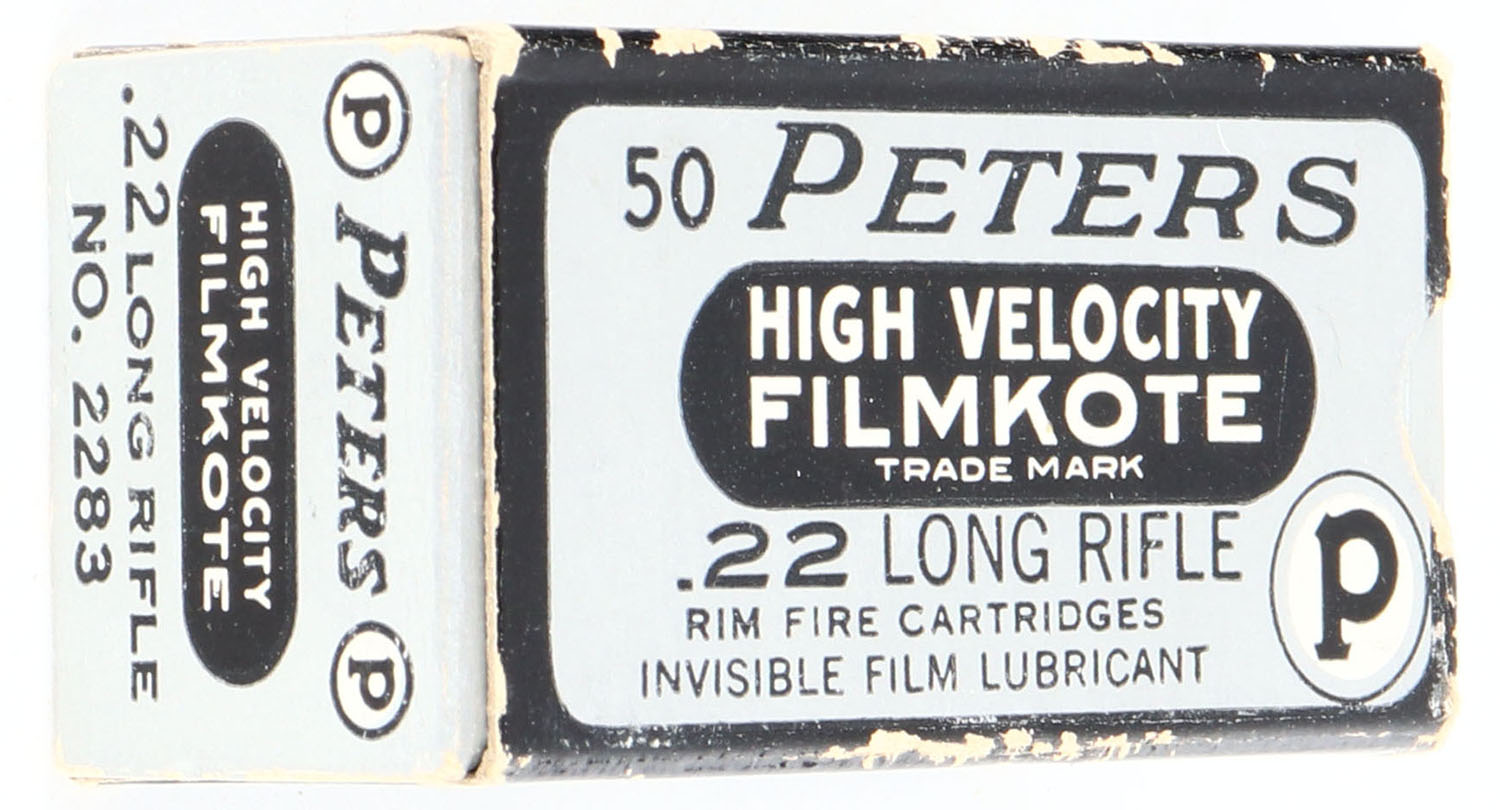 50 PETERS
HIGH VELOCITY
FILMKOTE
TRADE MARK
.22 LONG RIFLE
RIM FIRE CARTRIDGES
INVISIBLE FILM LUBRICANT
P
P PETERS P
HIGH VELOCITY
FILMKOTE
.22 LONG RIFLE
NO. 2283